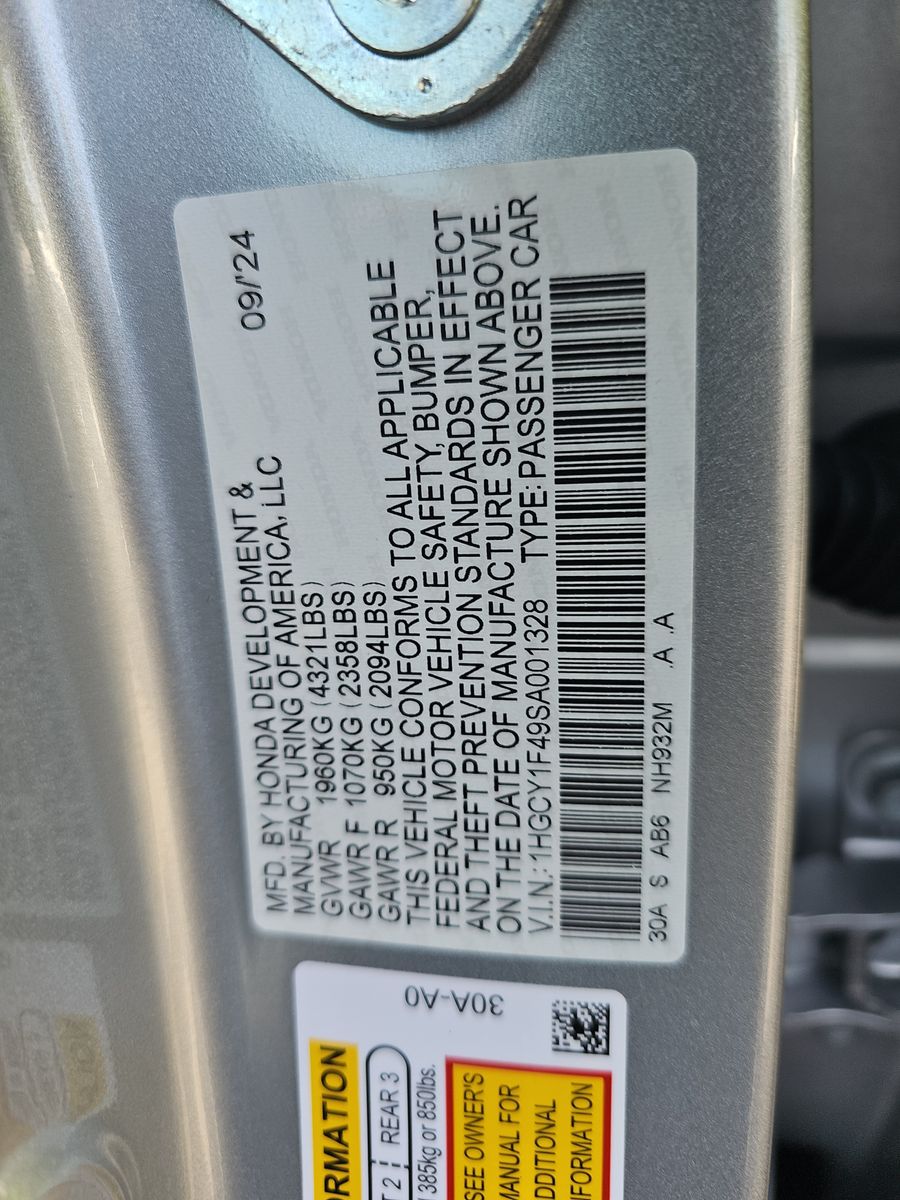 MFD. BY HONDA DEVELOPMENT &
MANUFACTURING OF AMERICA, LLC 09/'24
GVWR 1960KG (4321LBS)
GAWR F 1070KG (2358LBS)
GAWR R 950KG (2094LBS)
THIS VEHICLE CONFORMS TO ALL APPLICABLE
FEDERAL MOTOR VEHICLE SAFETY, BUMPER,
AND THEFT PREVENTION STANDARDS IN EFFECT
ON THE DATE OF MANUFACTURE SHOWN ABOVE.
V.I.N.: 1HGCY1F49SA001328 TYPE: PASSENGER CAR
30A S AB6 NH932M .A .A
30A-A0
ORMATION
T 2 REAR 3
385kg or 850lbs.
SEE OWNER'S
MANUAL FOR
DDITIONAL
FORMATION